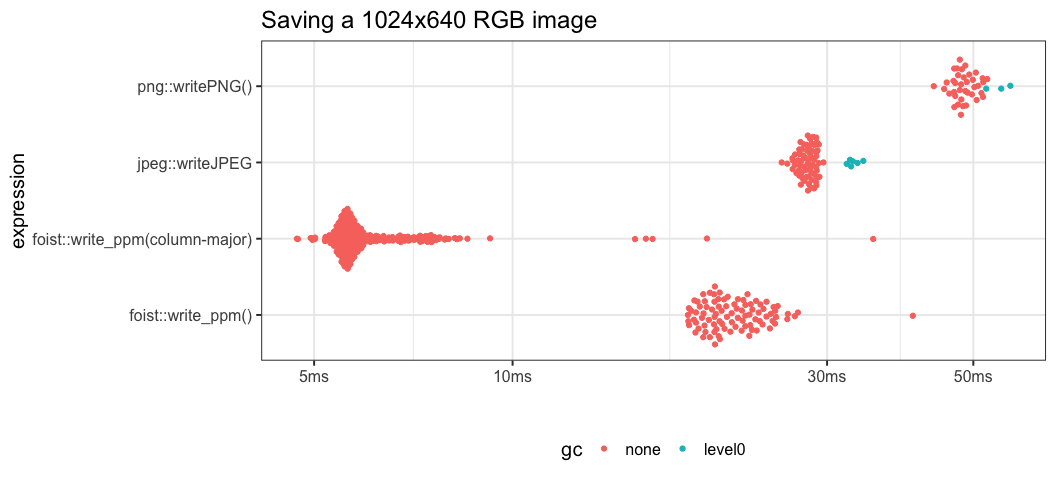 Saving a 1024x640 RGB image
expression
png::writePNG()
jpeg::writeJPEG
foist::write_ppm(column-major)
foist::write_ppm()
5ms 10ms 30ms 50ms
gc none level0